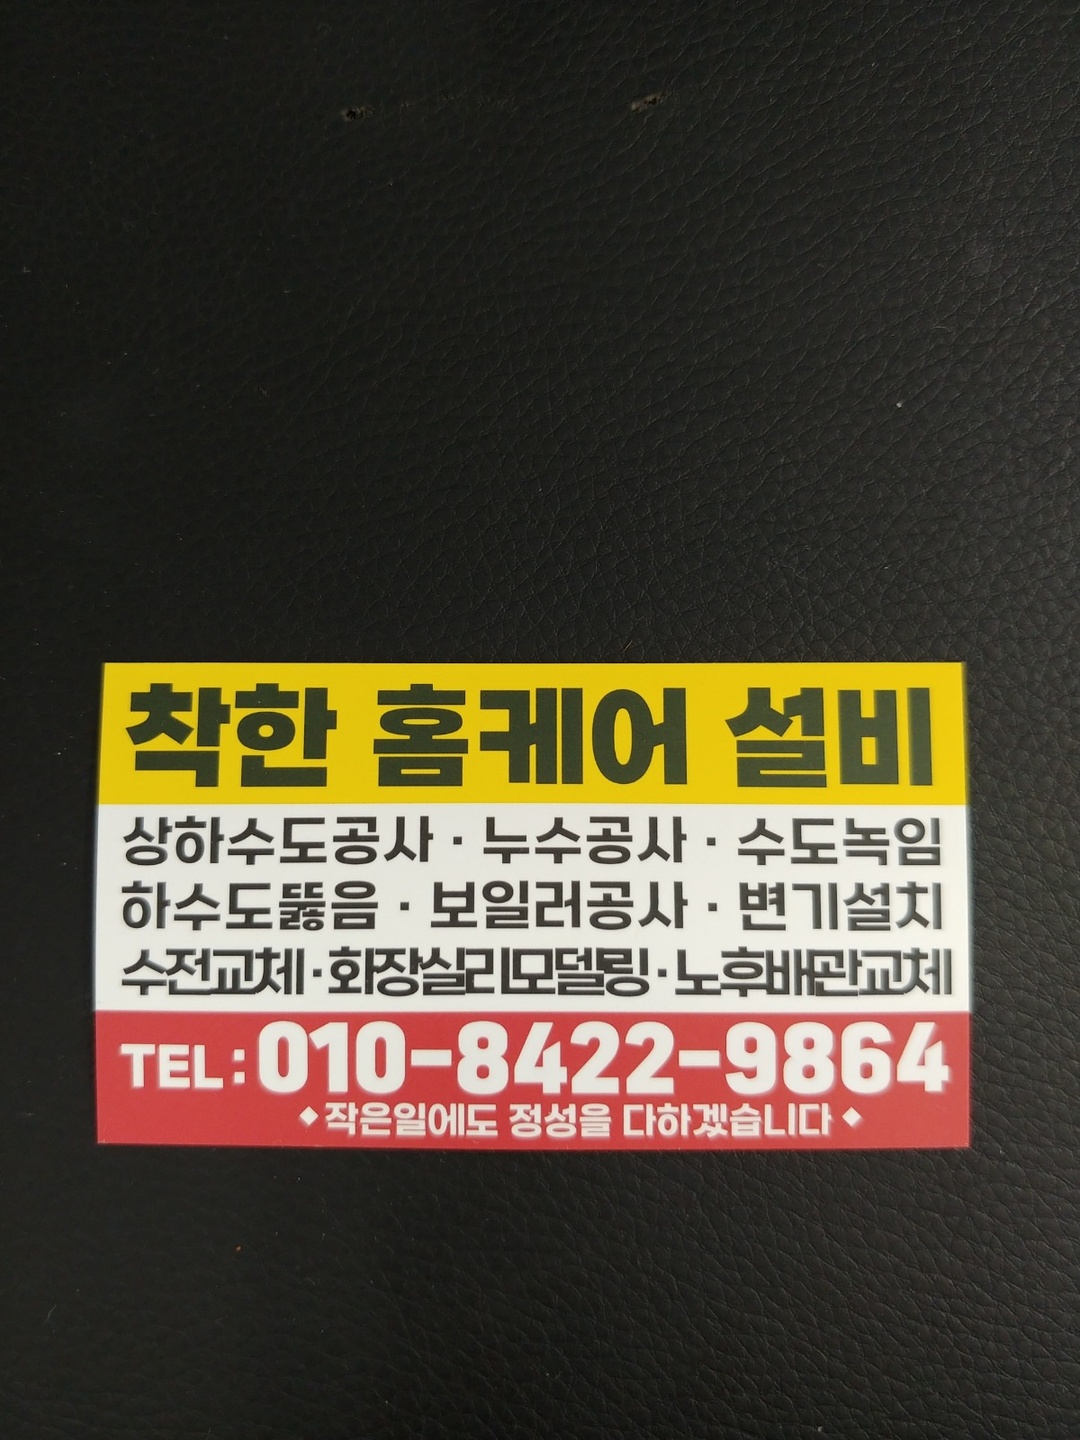 착한 홈케어 설비
상하수도공사 · 누수공사 · 수도녹임
하수도뚫음 · 보일러공사 · 변기설치
수전교체 · 화장실리모델링 · 노후배관교체
TEL : 010-8422-9864
◆ 작은일에도 정성을 다하겠습니다 ◆